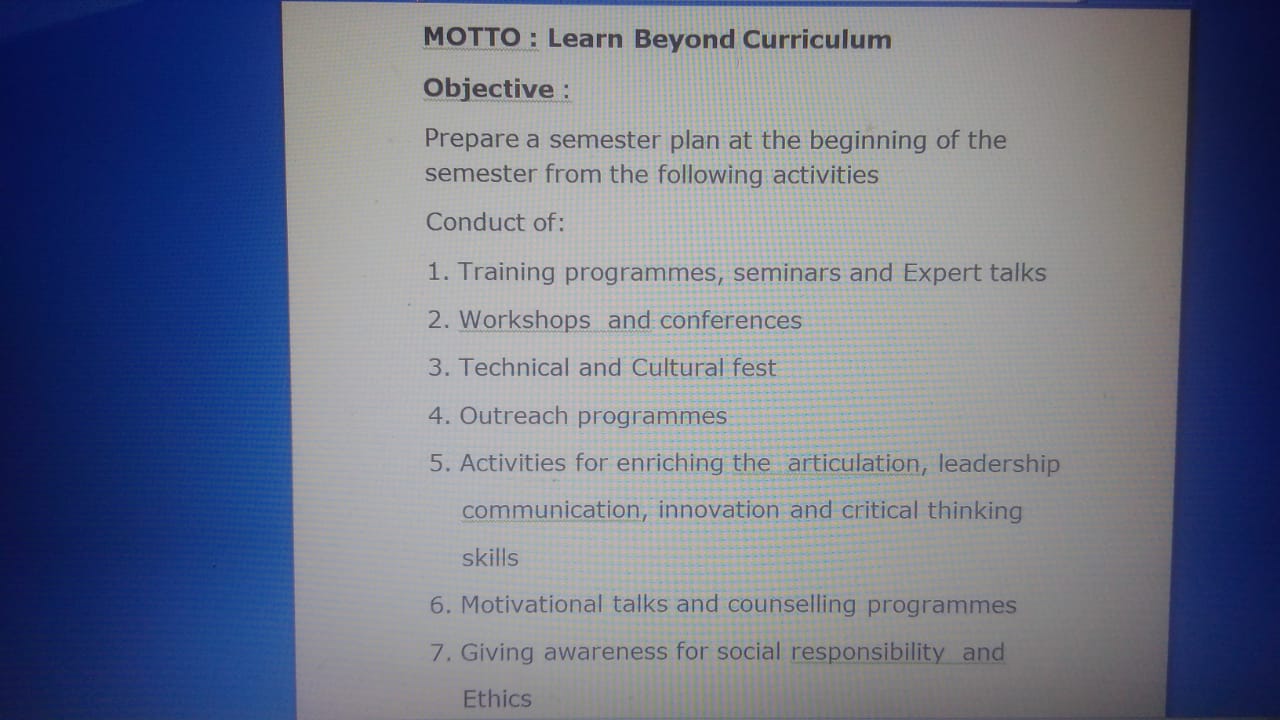 MOTTO : Learn Beyond Curriculum
Objective :
Prepare a semester plan at the beginning of the
semester from the following activities
Conduct of:
1. Training programmes, seminars and Expert talks
2. Workshops  and conferences
3. Technical and Cultural fest
4. Outreach programmes
5. Activities for enriching the  articulation, leadership
communication, innovation and critical thinking
skills
6. Motivational talks and counselling programmes
7. Giving awareness for social responsibility  and
Ethics